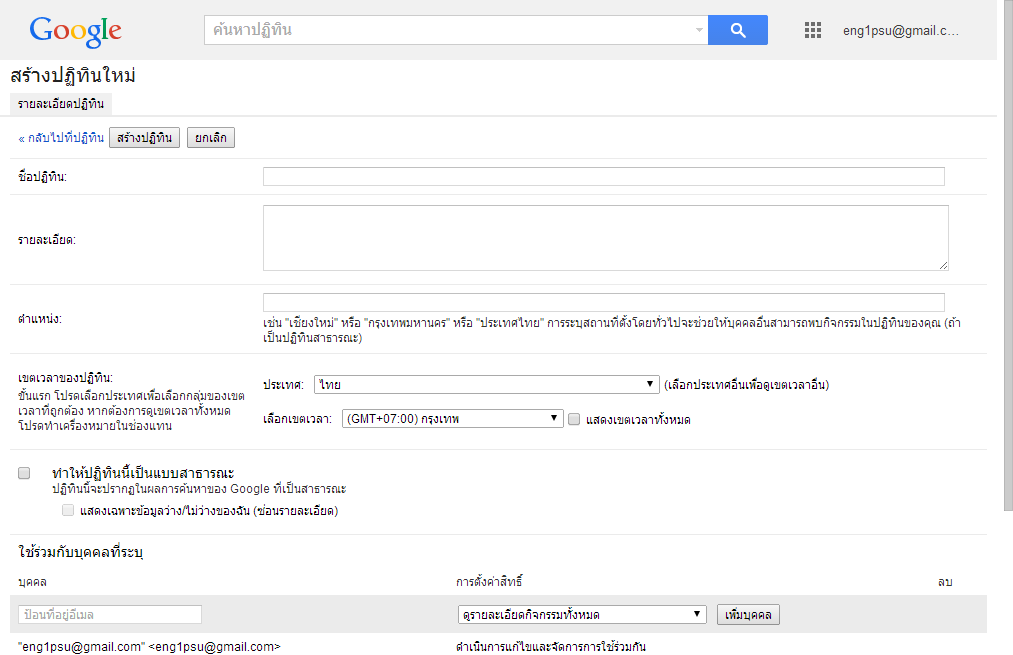 Google
ค้นหาปฏิทิน
eng1psu@gmail.c...
สร้างปฏิทินใหม่
รายละเอียดปฏิทิน
« กลับไปที่ปฏิทิน สร้างปฏิทิน ยกเลิก
ชื่อปฏิทิน:
รายละเอียด:
ตำแหน่ง:
เช่น "เชียงใหม่" หรือ "กรุงเทพมหานคร" หรือ "ประเทศไทย" การระบุสถานที่ตั้งโดยทั่วไปจะช่วยให้บุคคลอื่นสามารถพบกิจกรรมในปฏิทินของคุณ (ถ้า
เป็นปฏิทินสาธารณะ)
เขตเวลาของปฏิทิน:
ขั้นแรก โปรดเลือกประเทศเพื่อเลือกกลุ่มของเขต
เวลาที่ถูกต้อง หากต้องการดูเขตเวลาทั้งหมด
โปรดทำเครื่องหมายในช่องแทน
ประเทศ: ไทย (เลือกประเทศอื่นเพื่อดูเขตเวลาอื่น)
เลือกเขตเวลา: (GMT+07:00) กรุงเทพ แสดงเขตเวลาทั้งหมด
ทำให้ปฏิทินนี้เป็นแบบสาธารณะ
ปฏิทินนี้จะปรากฏในผลการค้นหาของ Google ที่เป็นสาธารณะ
แสดงเฉพาะข้อมูลว่าง/ไม่ว่างของฉัน (ซ่อนรายละเอียด)
ใช้ร่วมกับบุคคลที่ระบุ
บุคคล การตั้งค่าสิทธิ์ ลบ
ป้อนที่อยู่อีเมล ดูรายละเอียดกิจกรรมทั้งหมด เพิ่มบุคคล
"eng1psu@gmail.com" <eng1psu@gmail.com> ดำเนินการแก้ไขและจัดการการใช้ร่วมกัน